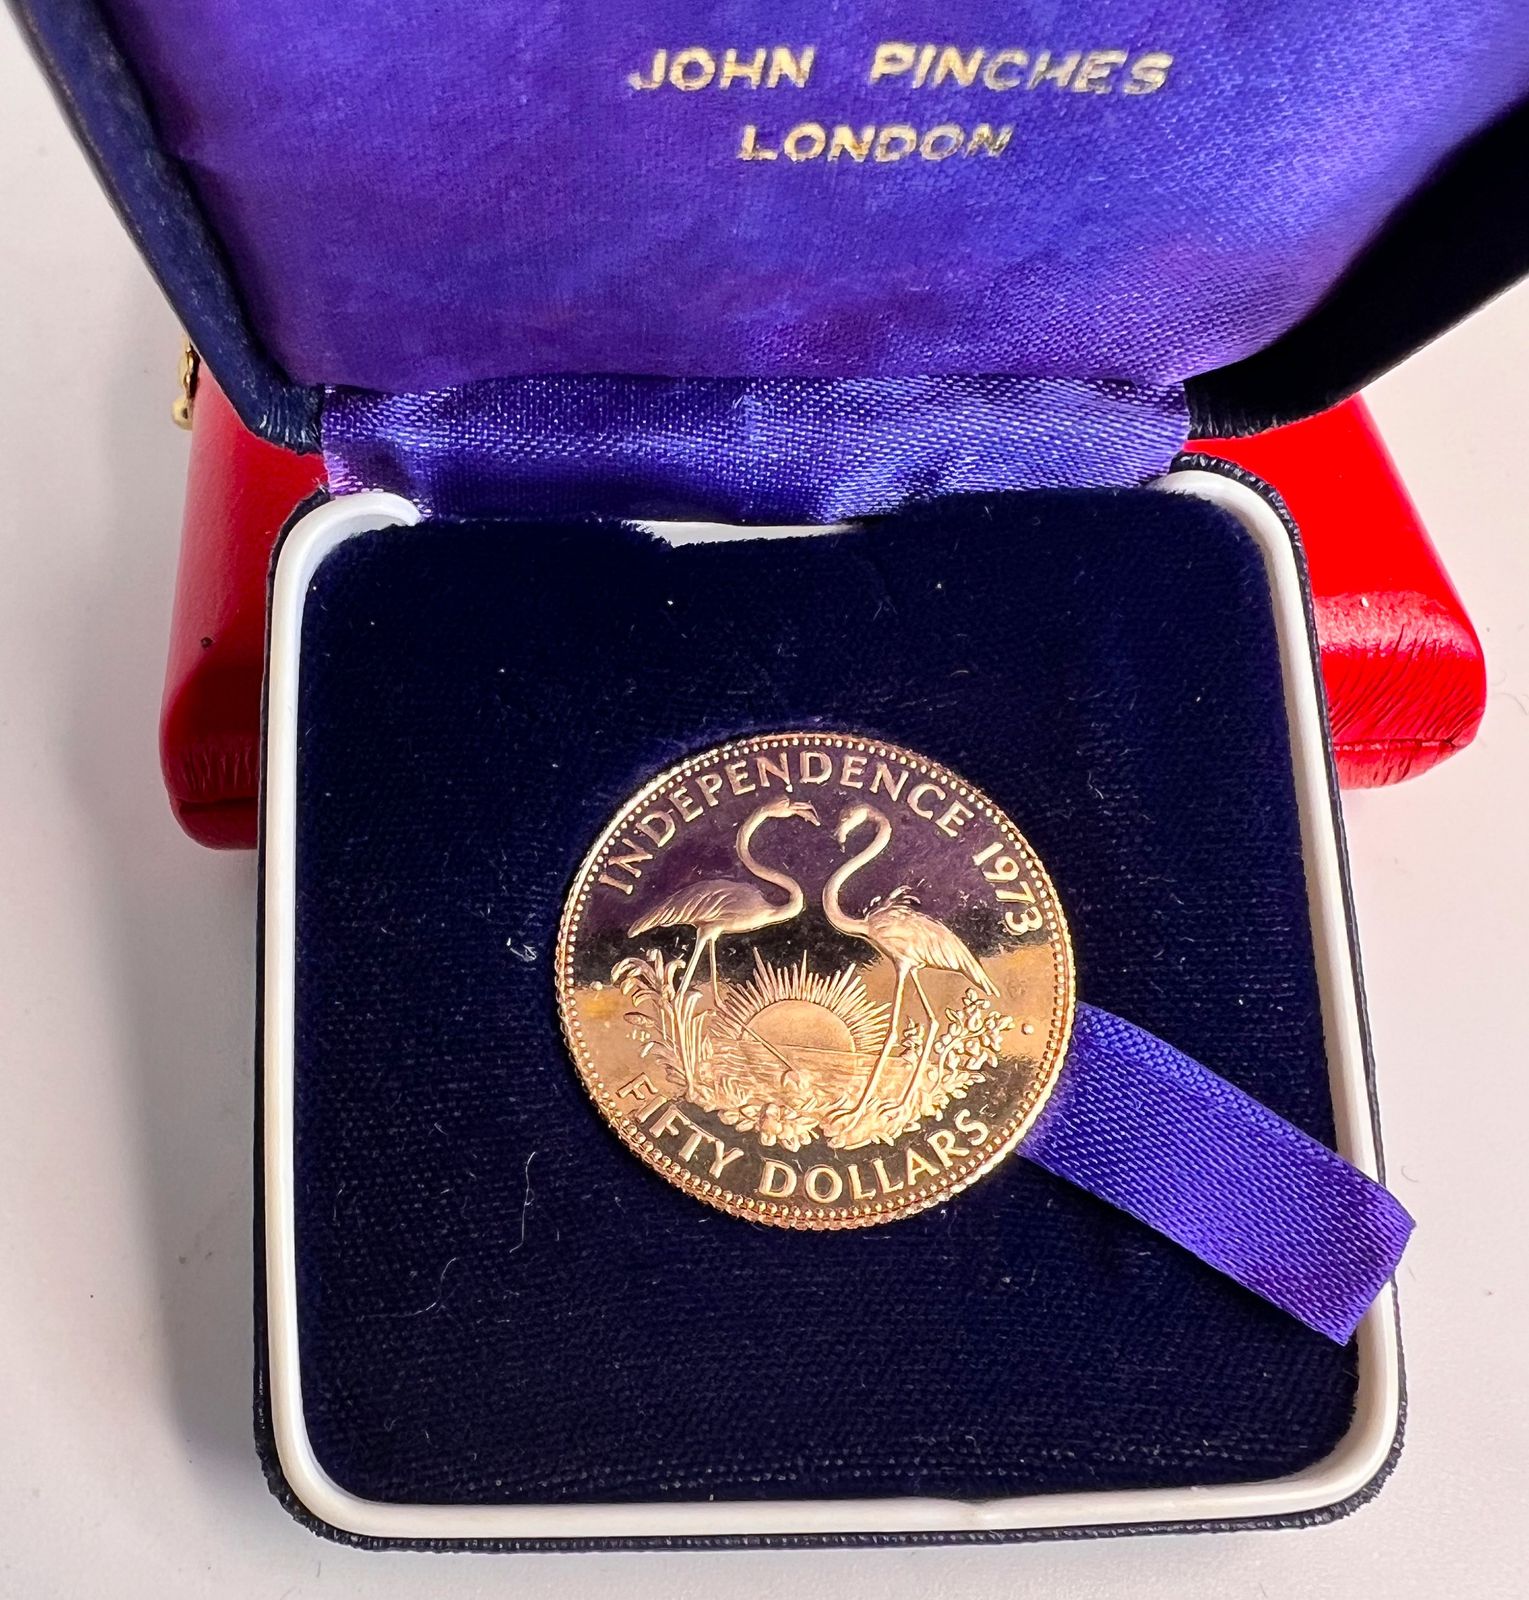 JOHN PINCHES
LONDON
INDEPENDENCE 1973
FIFTY DOLLARS